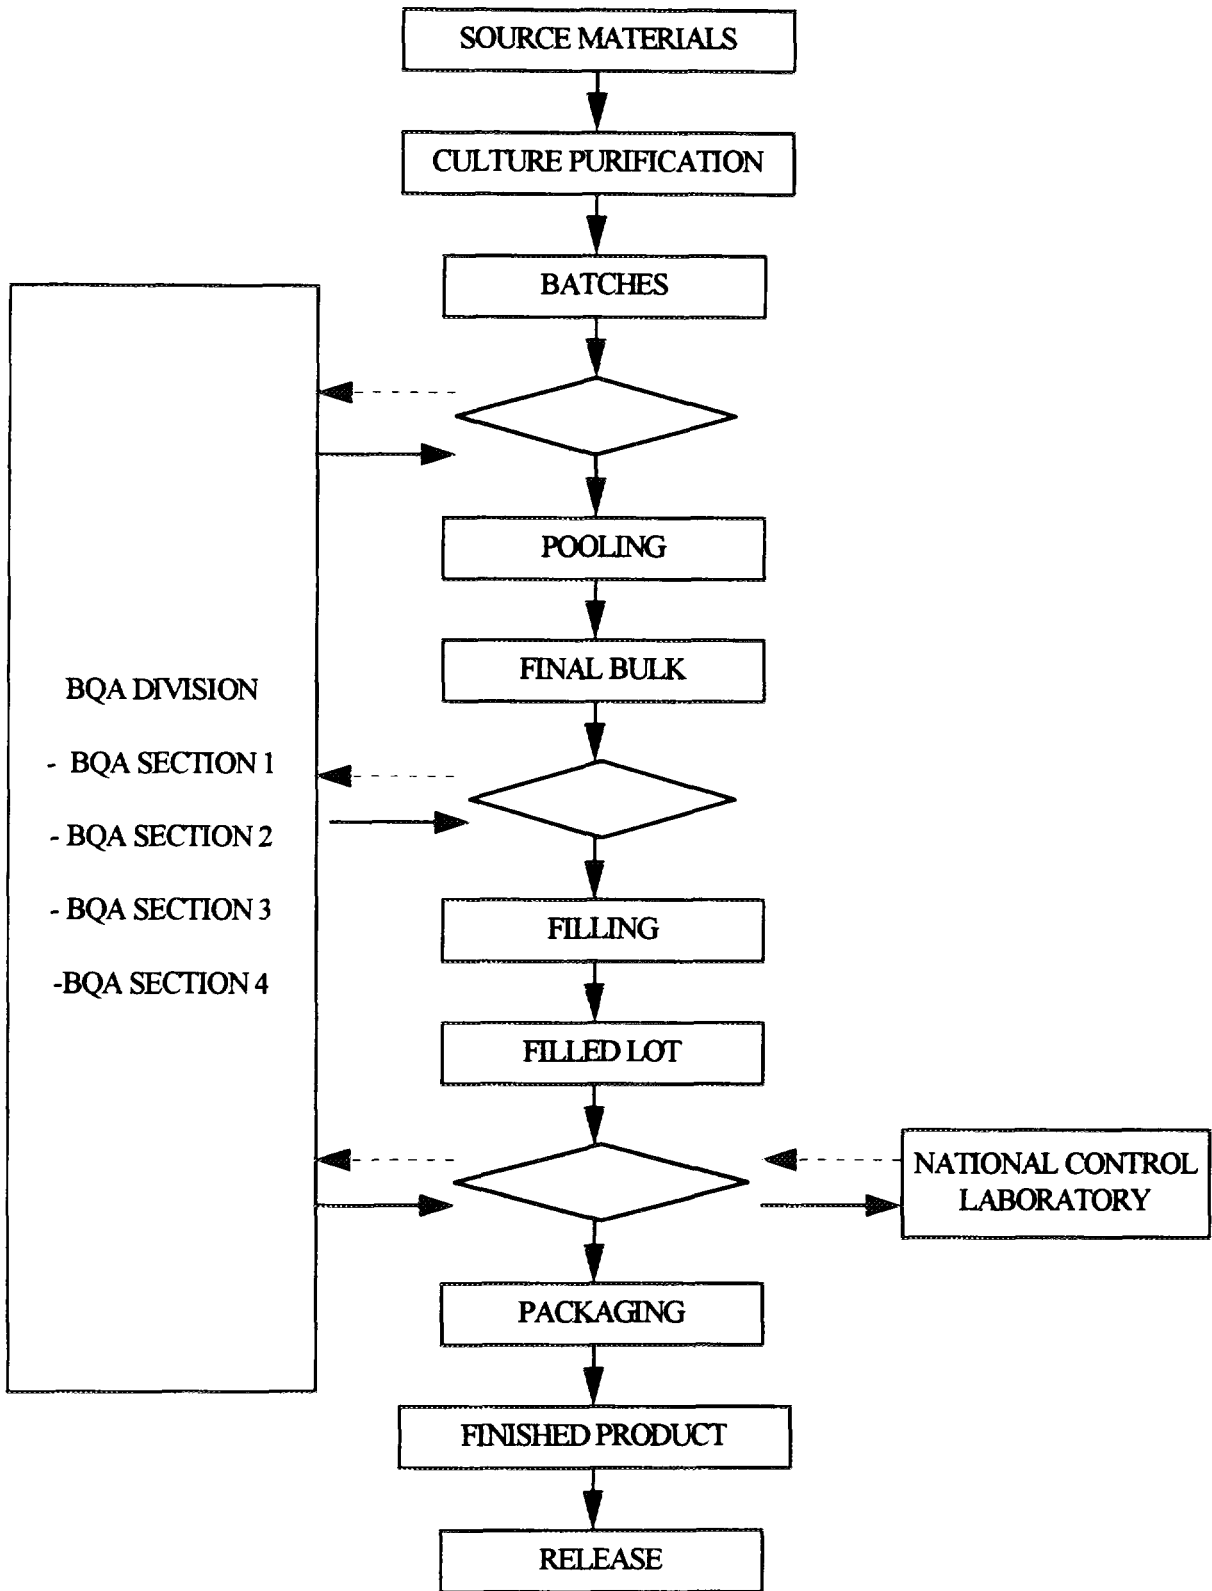 SOURCE MATERIALS
CULTURE PURIFICATION
BATCHES
POOLING
FINAL BULK
BQA DIVISION
- BQA SECTION 1
- BQA SECTION 2
- BQA SECTION 3
-BQA SECTION 4
FILLING
FILLED LOT
NATIONAL CONTROL
LABORATORY
PACKAGING
FINISHED PRODUCT
RELEASE